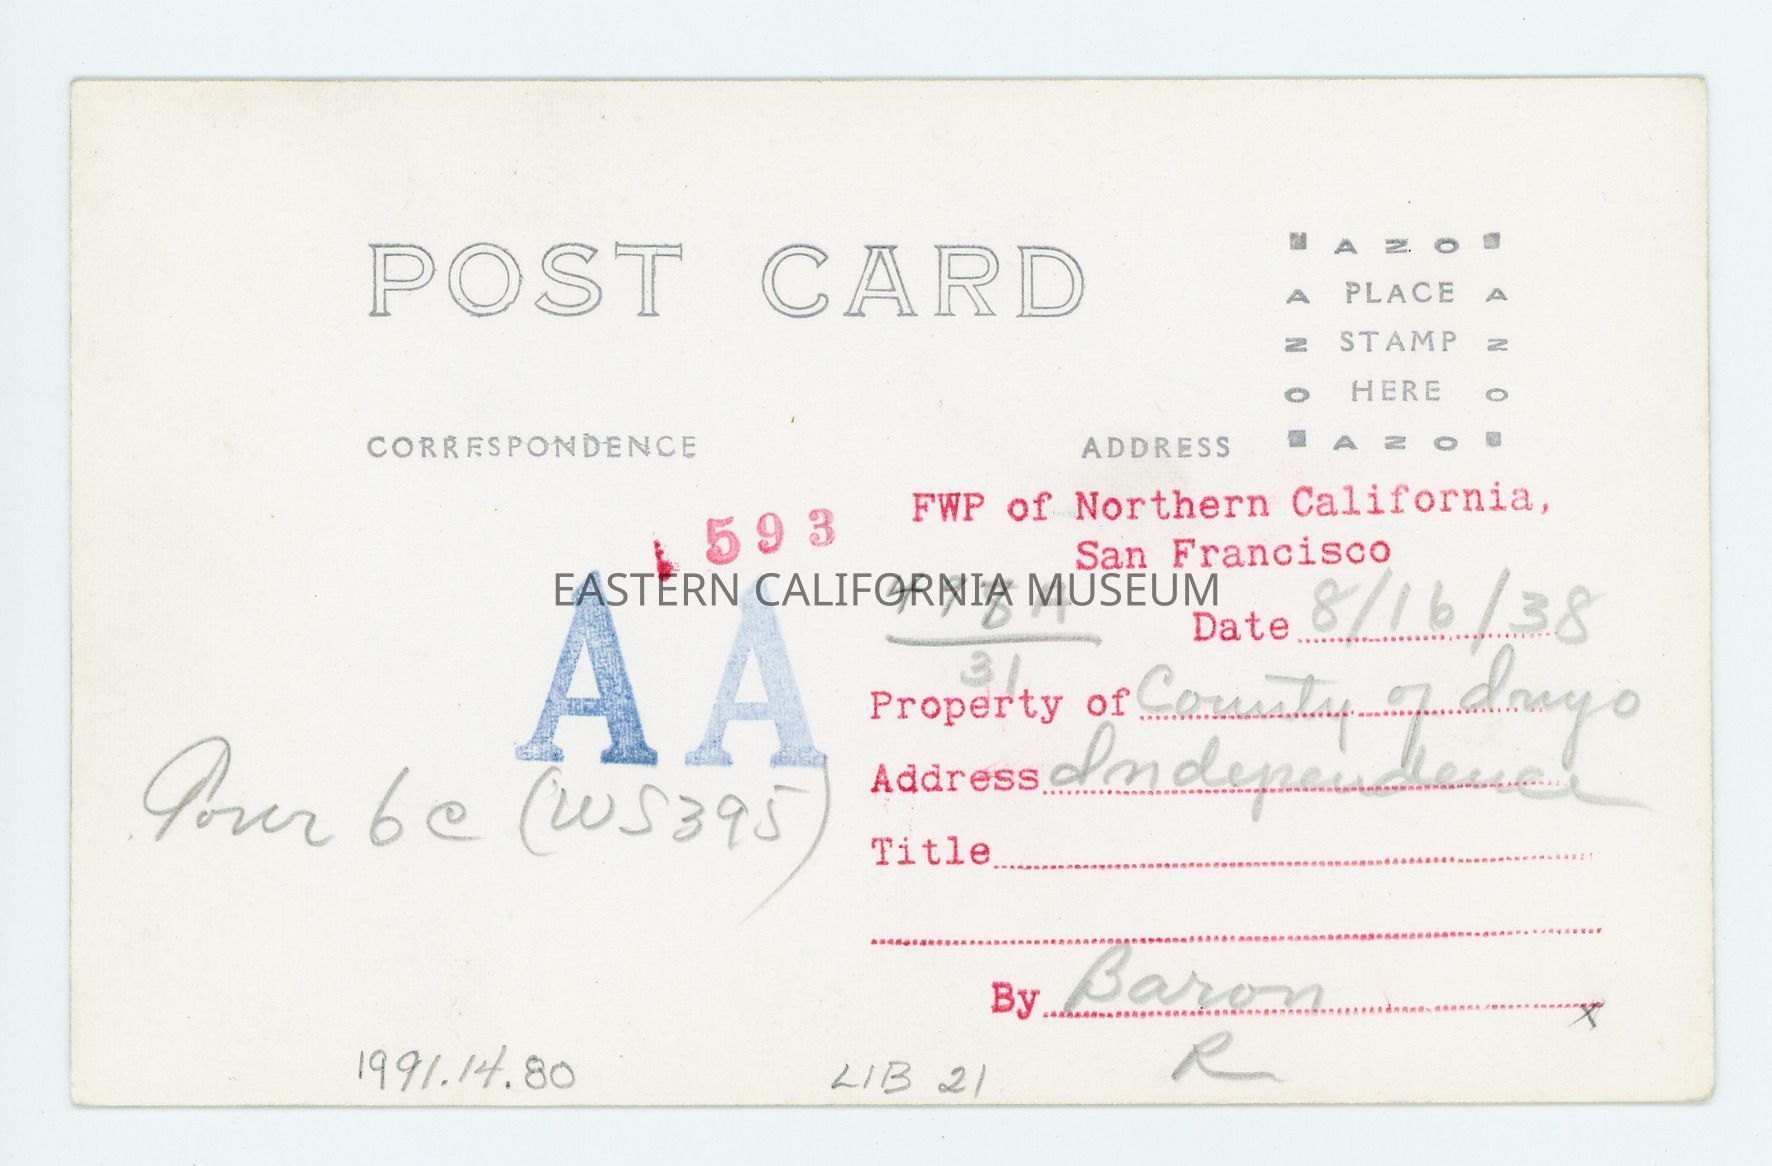 POST CARD
AZO
A PLACE A
Z STAMP Z
O HERE O
AZO
CORRESPONDENCE
ADDRESS
593
FWP of Northern California,
San Francisco
EASTERN CALIFORNIA MUSEUM
Date 8/16/38
31
AA
Property of County of Inyo
Address Independence
Tour 6c (WS395)
Title
By Baron
x
R
1991.14.80
LIB 21